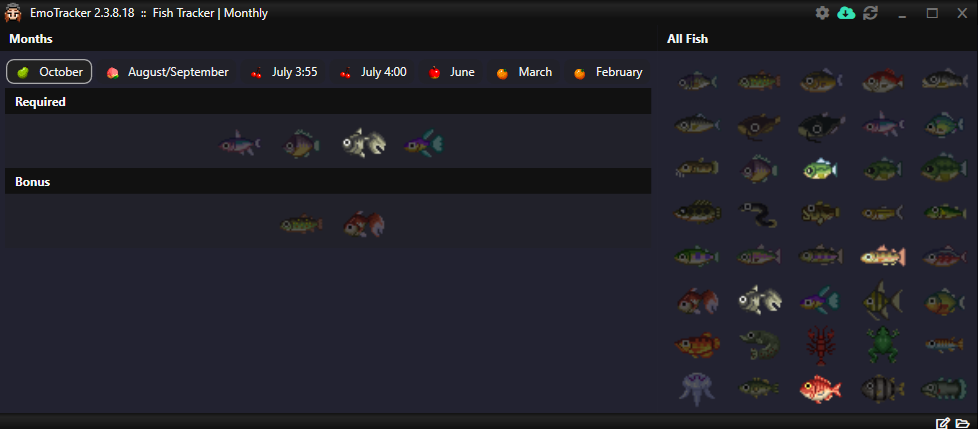 EmoTracker 2.3.8.18 :: Fish Tracker | Monthly
Months
All Fish
October August/September July 3:55 July 4:00 June March February
Required
Bonus